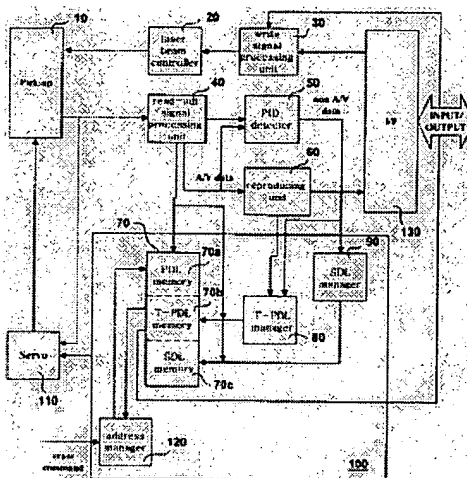 10
20
30
Pickup
laser
beam
controller
write
signal
processing
unit
40
50
read-out
signal
processing
unit
PID
detector
non A/V
data
I/F
INPUT/
OUTPUT
A/V data
60
reproducing
unit
130
70
70a
PDL
memory
70b
T-PDL
memory
SDL
memory
70c
90
SDL
manager
T-PDL
manager
80
Servo
110
address
manager
120
command
100